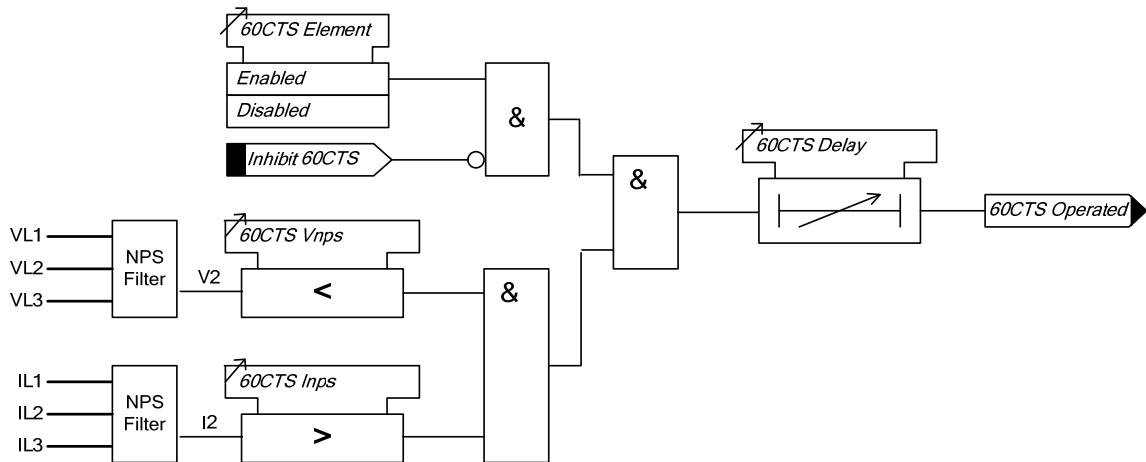 60CTS Element
Enabled
Disabled
&
Inhibit 60CTS
&
60CTS Delay
60CTS Operated
VL1
VL2
VL3
NPS
Filter
V2
60CTS Vnps
<
&
IL1
IL2
IL3
NPS
Filter
I2
60CTS Inps
>